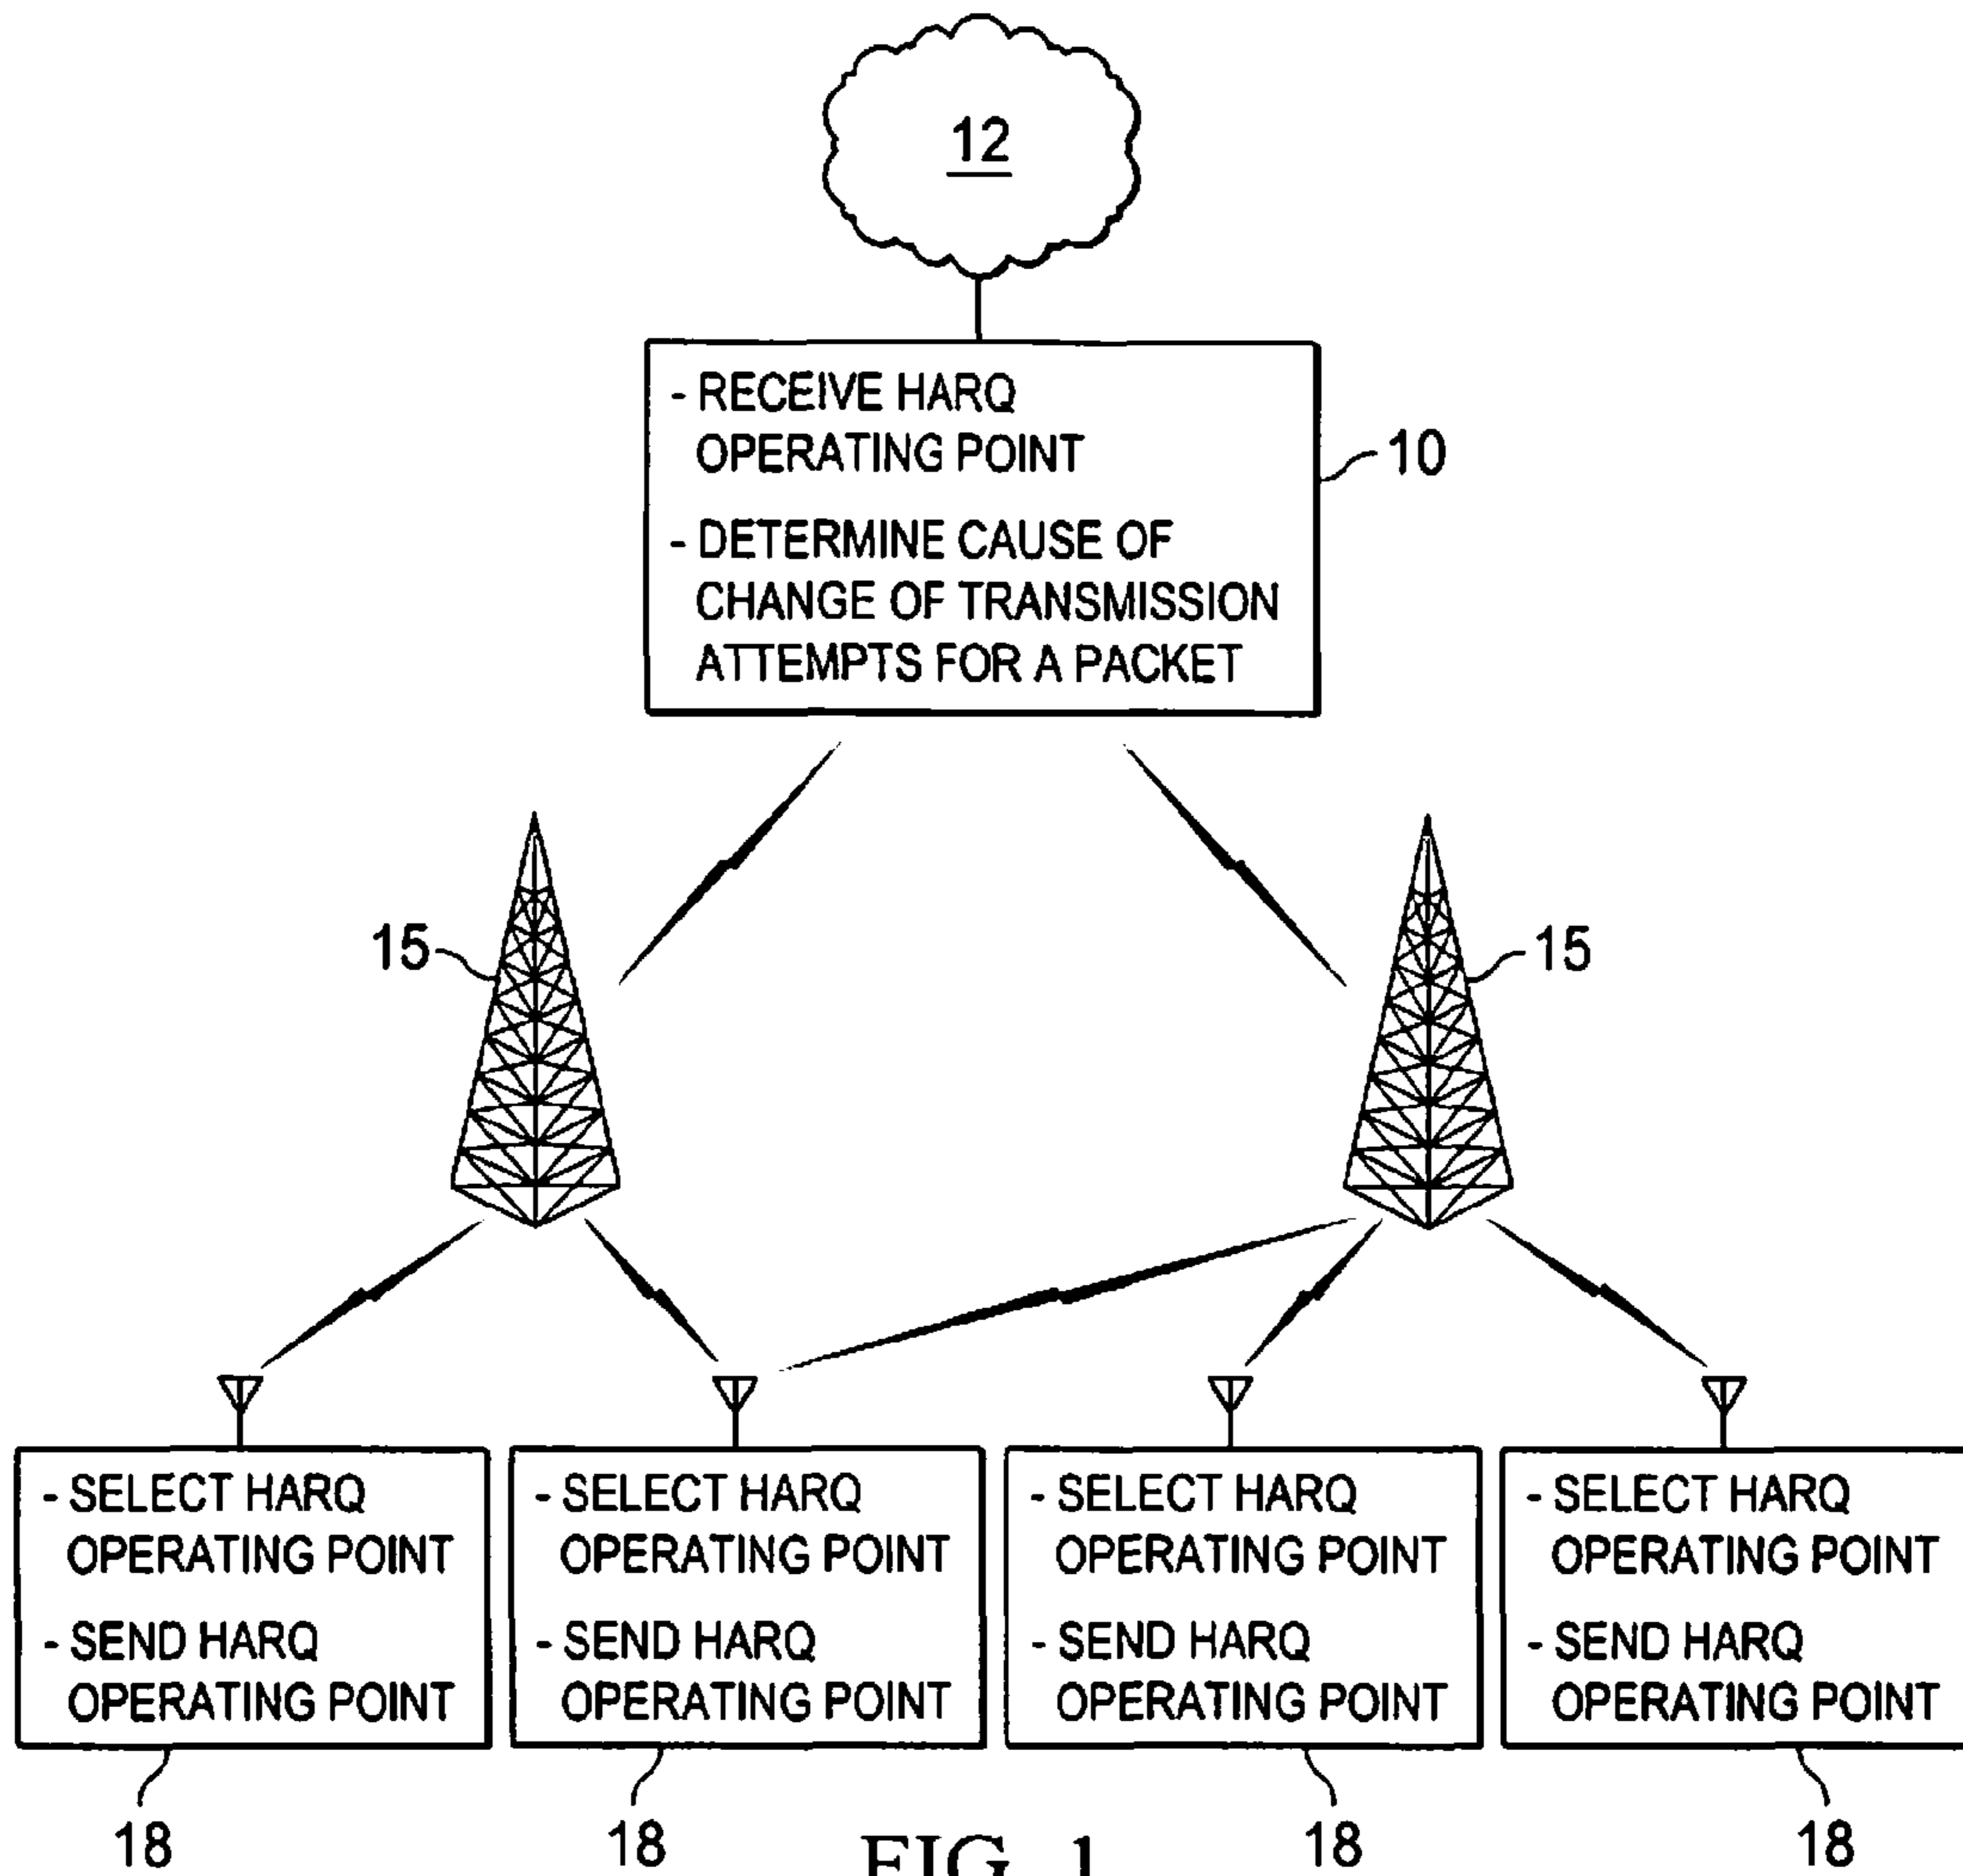 12
- RECEIVE HARQ
OPERATING POINT
- DETERMINE CAUSE OF
CHANGE OF TRANSMISSION
ATTEMPTS FOR A PACKET
10
15
15
- SELECT HARQ
OPERATING POINT
- SEND HARQ
OPERATING POINT
18
- SELECT HARQ
OPERATING POINT
- SEND HARQ
OPERATING POINT
18
- SELECT HARQ
OPERATING POINT
- SEND HARQ
OPERATING POINT
18
- SELECT HARQ
OPERATING POINT
- SEND HARQ
OPERATING POINT
18
FIG. 1